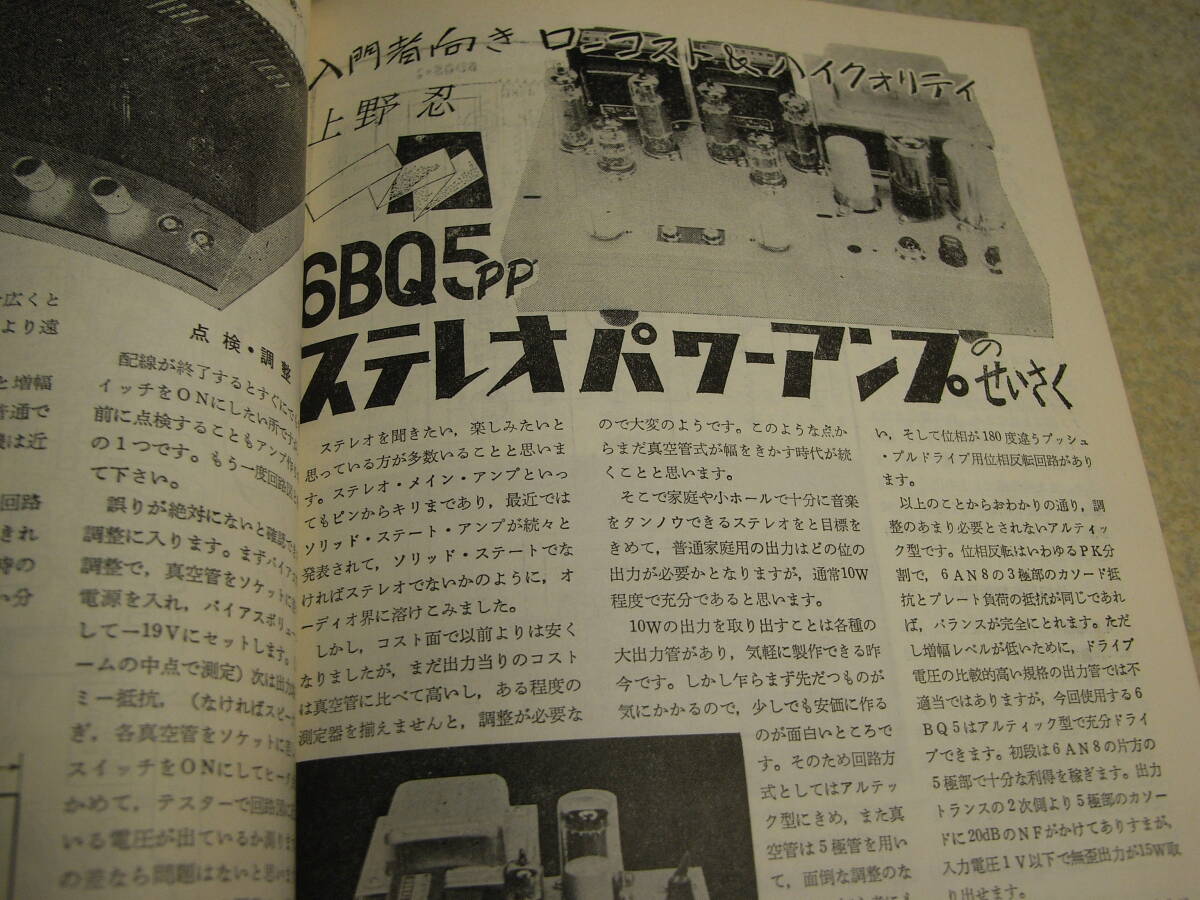 入門者向き ローコスト&ハイクォリティ
上野 忍
6BQ5pp
ステレオパワーアンプの
せいさく
ステレオを聞きたい，楽しみたいと
思っている方が多数いることと思いま
す。ステレオ・メイン・アンプといっ
てもピンからキリまであり，最近では
ソリッド・ステート・アンプが続々と
発表されて，ソリッド・ステートでな
ければステレオでないかのように，オ
ーディオ界に溶けこみました。
しかし，コスト面で以前よりは安く
なりましたが，まだ出力当りのコスト
は真空管に比べて高いし，ある程度の
測定器を揃えませんと，調整が必要な
ので大変のようです。このような点か
らまだ真空管式が幅をきかす時代が続
くことと思います。
そこで家庭や小ホールで十分に音楽
をタンノウできるステレオをと目標を
きめて，普通家庭用の出力はどの位の
出力が必要かとなりますが，通常10W
程度で充分であると思います。
10Wの出力を取り出すことは各種の
大出力管があり，気軽に製作できる昨
今です。しかし乍らまず先だつものが
気にかかるので，少しでも安価に作る
のが面白いところで
す。そのため回路方
式としてはアルテッ
ク型にきめ，また真
空管は5極管を用い
て，面倒な調整のな
い，そして位相が180度違うプッシュ
・プルドライブ用位相反転回路があり
ます。
以上のことからおわかりの通り，調
整のあまり必要とされないアルティッ
ク型です。位相反転はいわゆるPK分
割で，6AN8の3極部のカソード抵
抗とプレート負荷の抵抗が同じであれ
ば，バランスが完全にとれます。ただ
し増幅レベルが低いために，ドライブ
電圧の比較的高い規格の出力管では不
適当ではありますが，今回使用する6
BQ5はアルティック型で充分ドライ
ブできます。初段は6AN8の片方の
5極部で十分な利得を稼ぎます。出力
トランスの2次側より5極部のカソー
ドに20dBのNFがかけてありすまが，
入力電圧1V以下で無歪出力が15W取
り出せます。
広くと
より遠
と増幅
普通で
は近
回路
きれ
時の
い分
点検・調整
配線が終了するとすぐにで
イッチをONにしたい所ですが
前に点検することもアンプ作り
の1つです。もう一度回路図
て下さい。
誤りが絶対にないと確認でき
調整に入ります。まずバイアス
調整で，真空管をソケットに
電源を入れ，バイアスボリュー
して−19Vにセットします。
ームの中点で測定）次は出力
ミー抵抗，（なければスピー
ぎ，各真空管をソケットに
スイッチをONにしてヒータ
かめて，テスターで回路図に
いる電圧が出ているか
の差なら問題はないと思いま